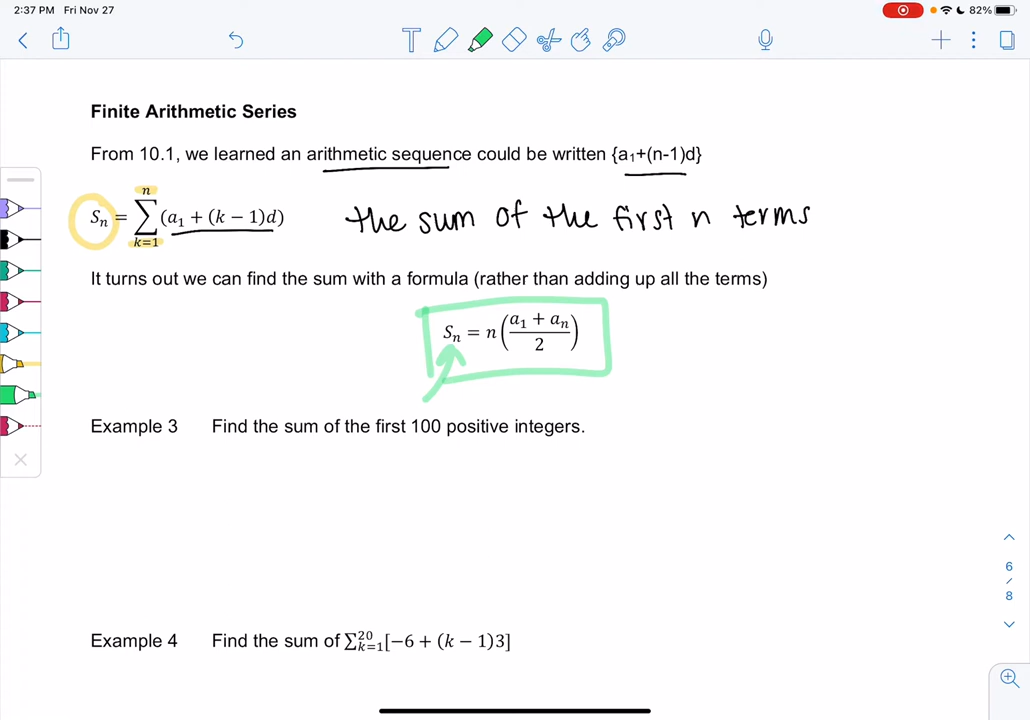 2:37 PM Fri Nov 27
82%
T
Finite Arithmetic Series
From 10.1, we learned an arithmetic sequence could be written {a₁+(n-1)d}
Sₙ = ∑ₖ₌₁ⁿ (a₁ + (k − 1)d) the sum of the first n terms
It turns out we can find the sum with a formula (rather than adding up all the terms)
Sₙ = n((a₁ + aₙ)/2)
Example 3 Find the sum of the first 100 positive integers.
6
/
8
Example 4 Find the sum of ∑ₖ₌₁²⁰[−6 + (k − 1)3]